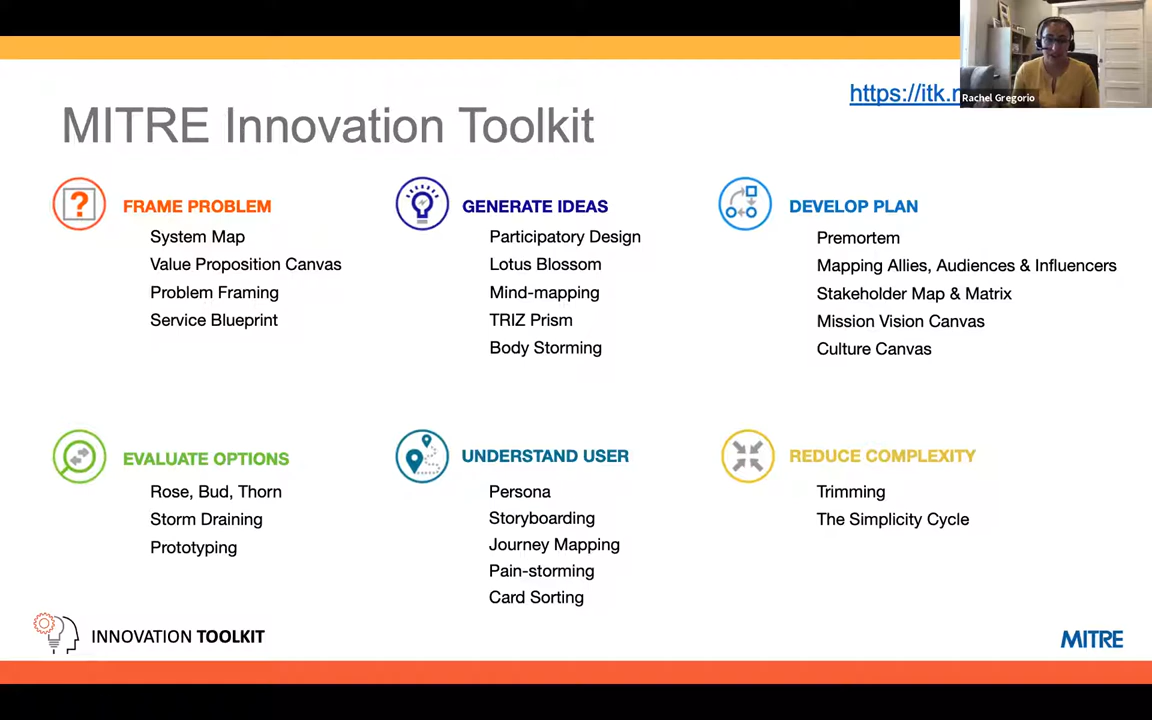 https://itk.
Rachel Gregorio
MITRE Innovation Toolkit
FRAME PROBLEM
System Map
Value Proposition Canvas
Problem Framing
Service Blueprint
GENERATE IDEAS
Participatory Design
Lotus Blossom
Mind-mapping
TRIZ Prism
Body Storming
DEVELOP PLAN
Premortem
Mapping Allies, Audiences & Influencers
Stakeholder Map & Matrix
Mission Vision Canvas
Culture Canvas
EVALUATE OPTIONS
Rose, Bud, Thorn
Storm Draining
Prototyping
UNDERSTAND USER
Persona
Storyboarding
Journey Mapping
Pain-storming
Card Sorting
REDUCE COMPLEXITY
Trimming
The Simplicity Cycle
INNOVATION TOOLKIT
MITRE